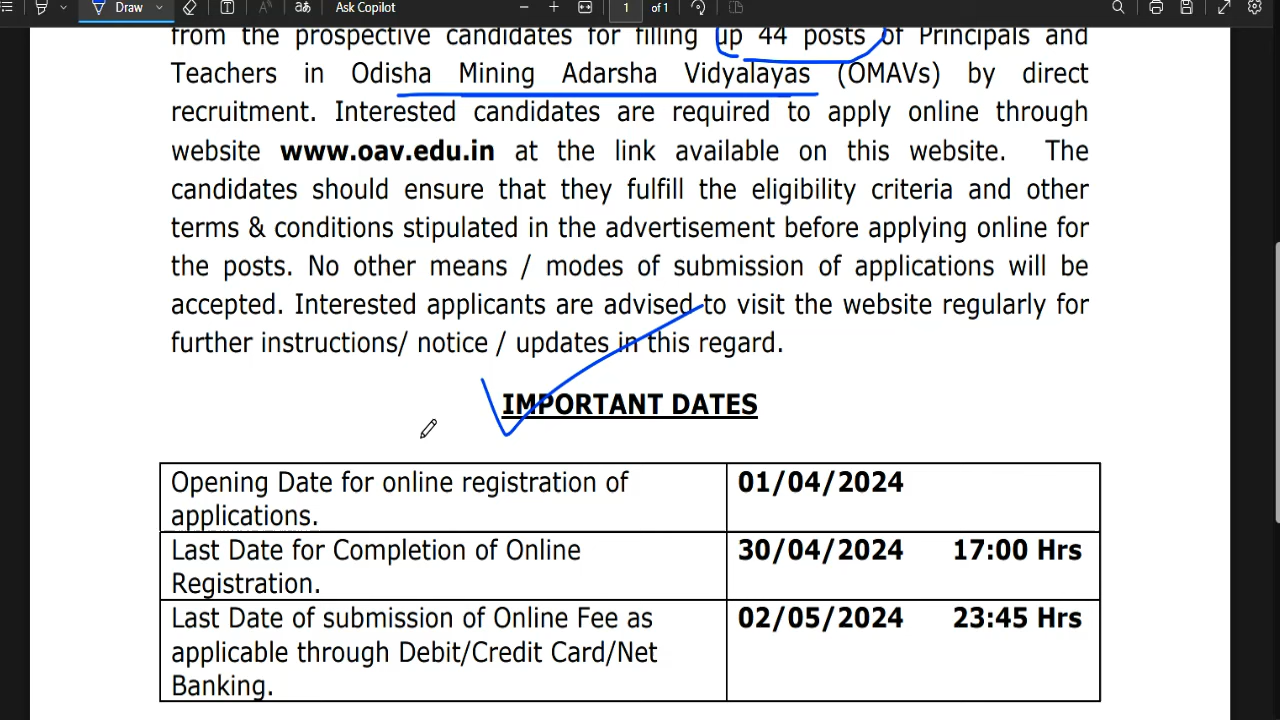 Draw
Ask Copilot
1 of 1
from the prospective candidates for filling up 44 posts of Principals and
Teachers in Odisha Mining Adarsha Vidyalayas (OMAVs) by direct
recruitment. Interested candidates are required to apply online through
website www.oav.edu.in at the link available on this website. The
candidates should ensure that they fulfill the eligibility criteria and other
terms & conditions stipulated in the advertisement before applying online for
the posts. No other means / modes of submission of applications will be
accepted. Interested applicants are advised to visit the website regularly for
further instructions/ notice / updates in this regard.
IMPORTANT DATES
Opening Date for online registration of
applications.
01/04/2024
Last Date for Completion of Online
Registration.
30/04/2024 17:00 Hrs
Last Date of submission of Online Fee as
applicable through Debit/Credit Card/Net
Banking.
02/05/2024 23:45 Hrs